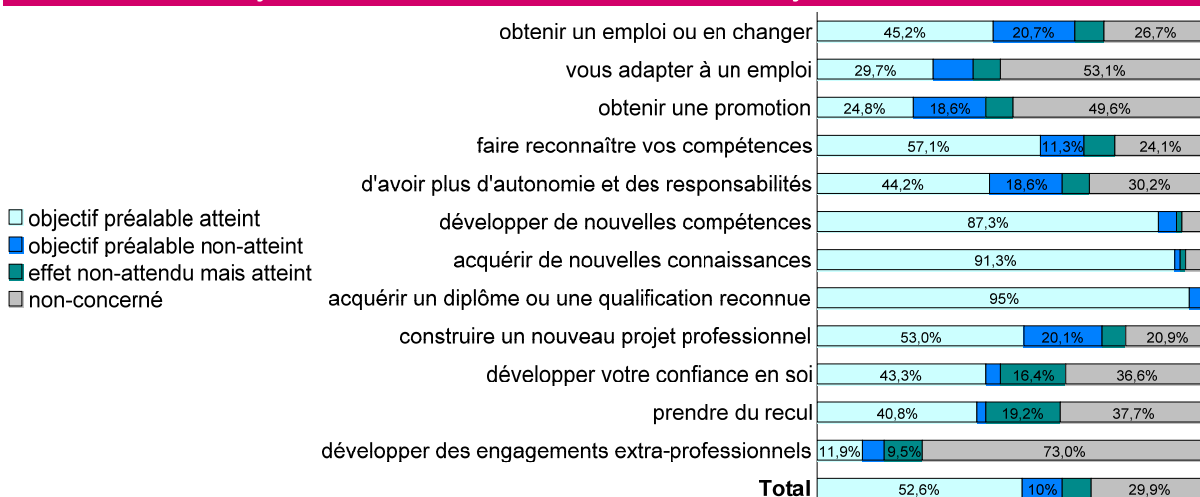 obtenir un emploi ou en changer 45,2% 20,7% 26,7%
vous adapter à un emploi 29,7% 53,1%
obtenir une promotion 24,8% 18,6% 49,6%
faire reconnaître vos compétences 57,1% 11,3% 24,1%
d'avoir plus d'autonomie et des responsabilités 44,2% 18,6% 30,2%
développer de nouvelles compétences 87,3%
acquérir de nouvelles connaissances 91,3%
acquérir un diplôme ou une qualification reconnue 95%
construire un nouveau projet professionnel 53,0% 20,1% 20,9%
développer votre confiance en soi 43,3% 16,4% 36,6%
prendre du recul 40,8% 19,2% 37,7%
développer des engagements extra-professionnels 11,9% 9,5% 73,0%
Total 52,6% 10% 29,9%
objectif préalable atteint
objectif préalable non-atteint
effet non-attendu mais atteint
non-concerné